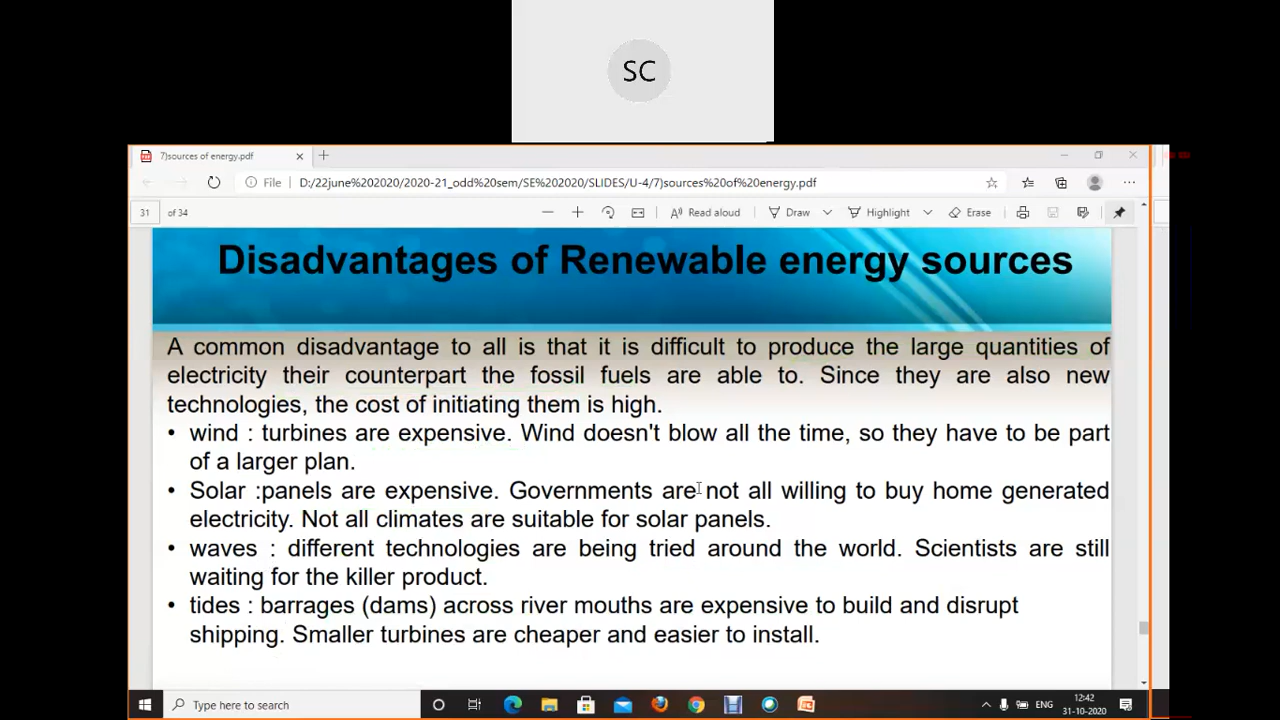 SC
7)sources of energy.pdf
File D:/22june%202020/2020-21_odd%20sem/SE%202020/SLIDES/U-4/7)sources%20of%20energy.pdf
31 of 34 Read aloud Draw Highlight Erase
Disadvantages of Renewable energy sources
A common disadvantage to all is that it is difficult to produce the large quantities of
electricity their counterpart the fossil fuels are able to. Since they are also new
technologies, the cost of initiating them is high.
• wind : turbines are expensive. Wind doesn't blow all the time, so they have to be part
of a larger plan.
• Solar :panels are expensive. Governments are not all willing to buy home generated
electricity. Not all climates are suitable for solar panels.
• waves : different technologies are being tried around the world. Scientists are still
waiting for the killer product.
• tides : barrages (dams) across river mouths are expensive to build and disrupt
shipping. Smaller turbines are cheaper and easier to install.
Type here to search
ENG
12:42
31-10-2020